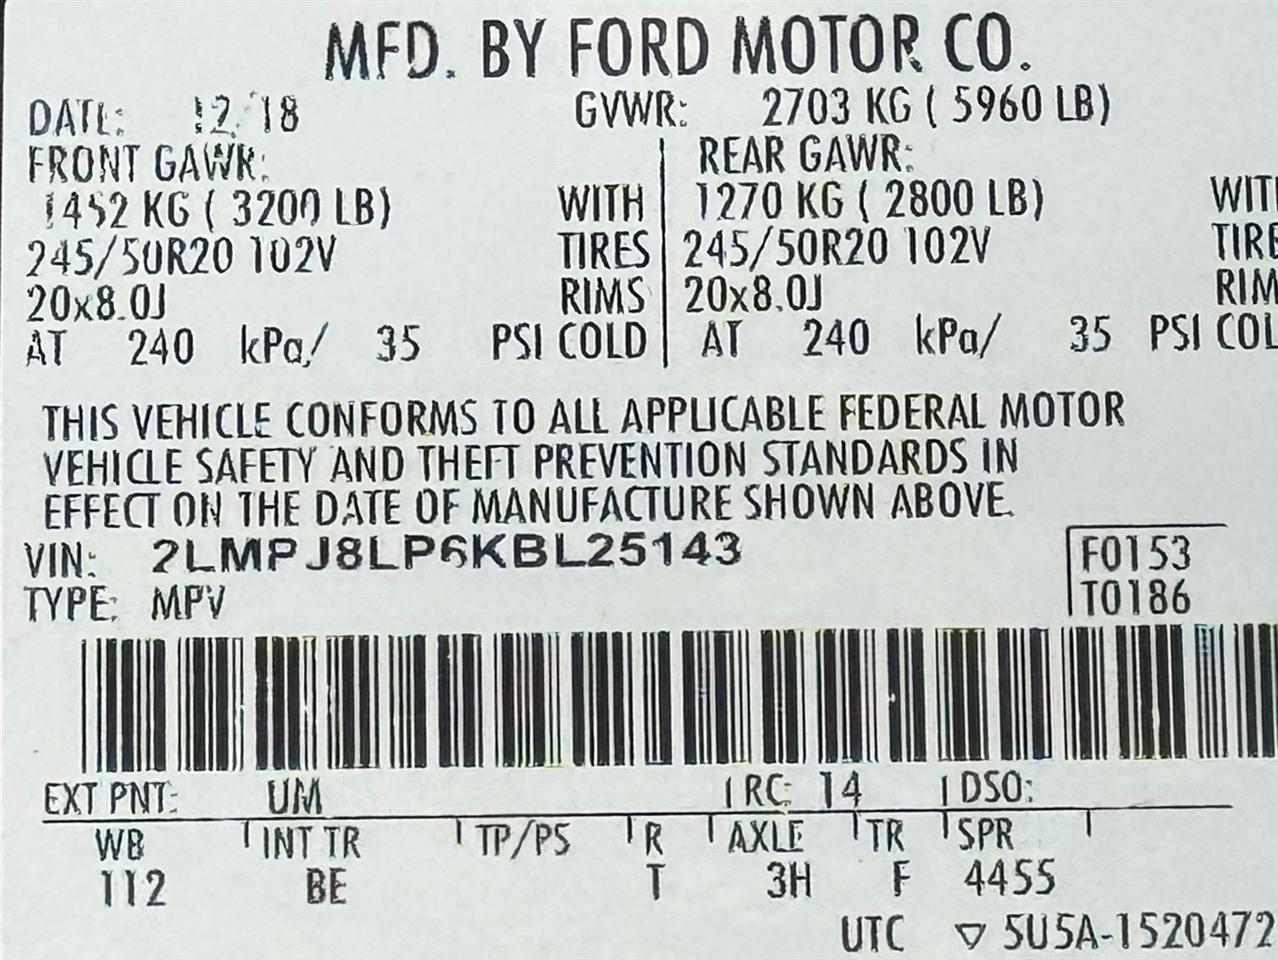 MFD. BY FORD MOTOR CO.
DATE: 12/18 GVWR: 2703 KG ( 5960 LB)
FRONT GAWR: REAR GAWR:
1452 KG ( 3200 LB) WITH 1270 KG ( 2800 LB) WITH
245/50R20 102V TIRES 245/50R20 102V TIRE
20x8.0J RIMS 20x8.0J RIM
AT 240 kPa/ 35 PSI COLD AT 240 kPa/ 35 PSI COL
THIS VEHICLE CONFORMS TO ALL APPLICABLE FEDERAL MOTOR
VEHICLE SAFETY AND THEFT PREVENTION STANDARDS IN
EFFECT ON THE DATE OF MANUFACTURE SHOWN ABOVE.
VIN: 2LMPJ8LP6KBL25143 F0153
TYPE: MPV T0186
EXT PNT: UM RC: 14 DSO:
WB INT TR TP/PS R AXLE TR SPR
112 BE T 3H F 4455
UTC ▽ 5U5A-1520472